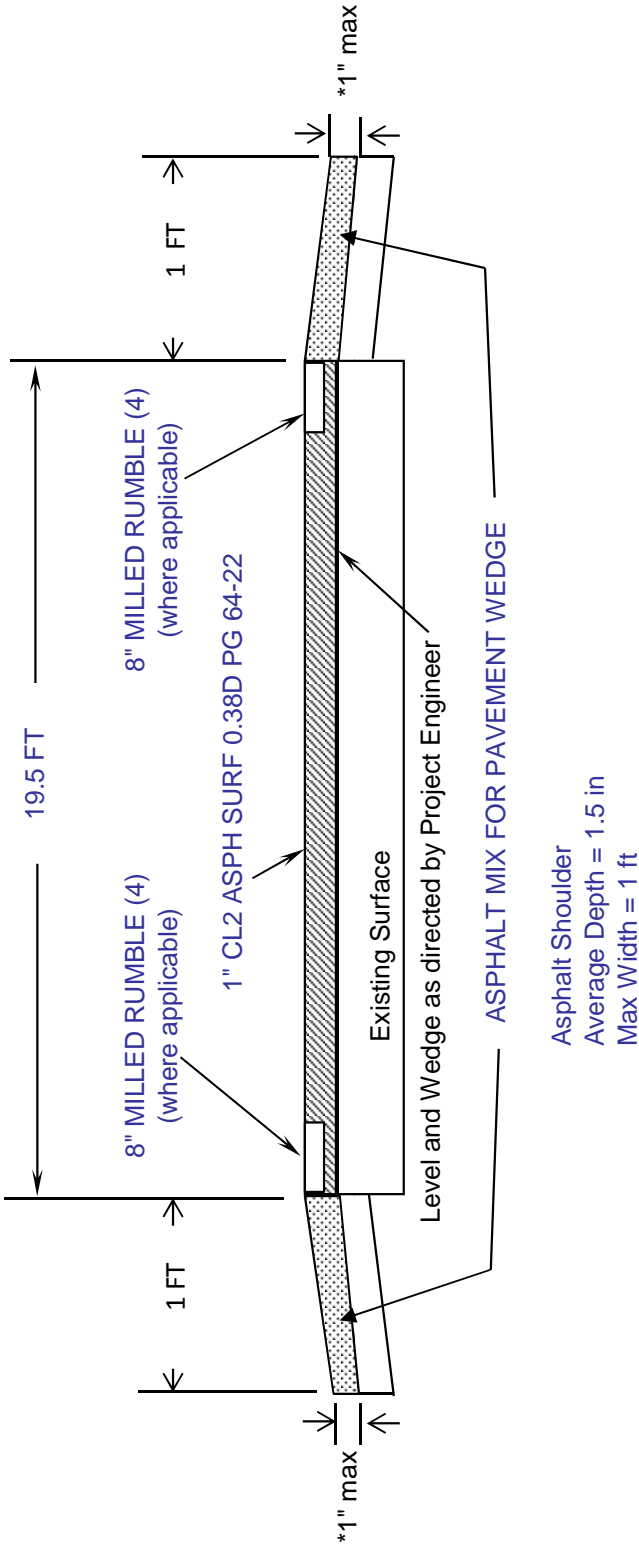 19.5 FT
1 FT
1 FT
8" MILLED RUMBLE (4)
(where applicable)
8" MILLED RUMBLE (4)
(where applicable)
1" CL2 ASPH SURF 0.38D PG 64-22
*1" max
*1" max
Existing Surface
Level and Wedge as directed by Project Engineer
ASPHALT MIX FOR PAVEMENT WEDGE
Asphalt Shoulder
Average Depth = 1.5 in
Max Width = 1 ft